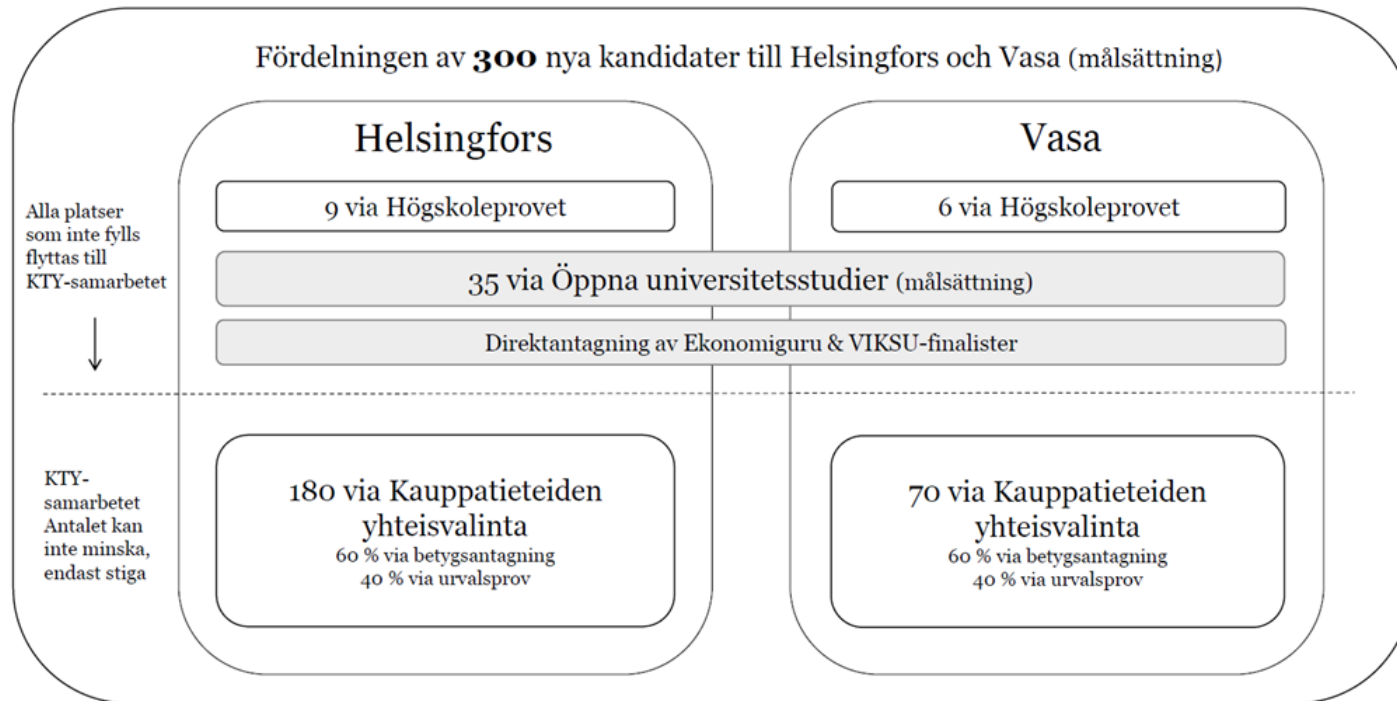 Fördelningen av 300 nya kandidater till Helsingfors och Vasa (målsättning)
Helsingfors
Vasa
9 via Högskoleprovet
6 via Högskoleprovet
Alla platser
som inte fylls
flyttas till
KTY-samarbetet
35 via Öppna universitetsstudier (målsättning)
Direktantagning av Ekonomiguru & VIKSU-finalister
KTY-
samarbetet
Antalet kan
inte minska,
endast stiga
180 via Kauppatieteiden
yhteisvalinta
60 % via betygsantagning
40 % via urvalsprov
70 via Kauppatieteiden
yhteisvalinta
60 % via betygsantagning
40 % via urvalsprov